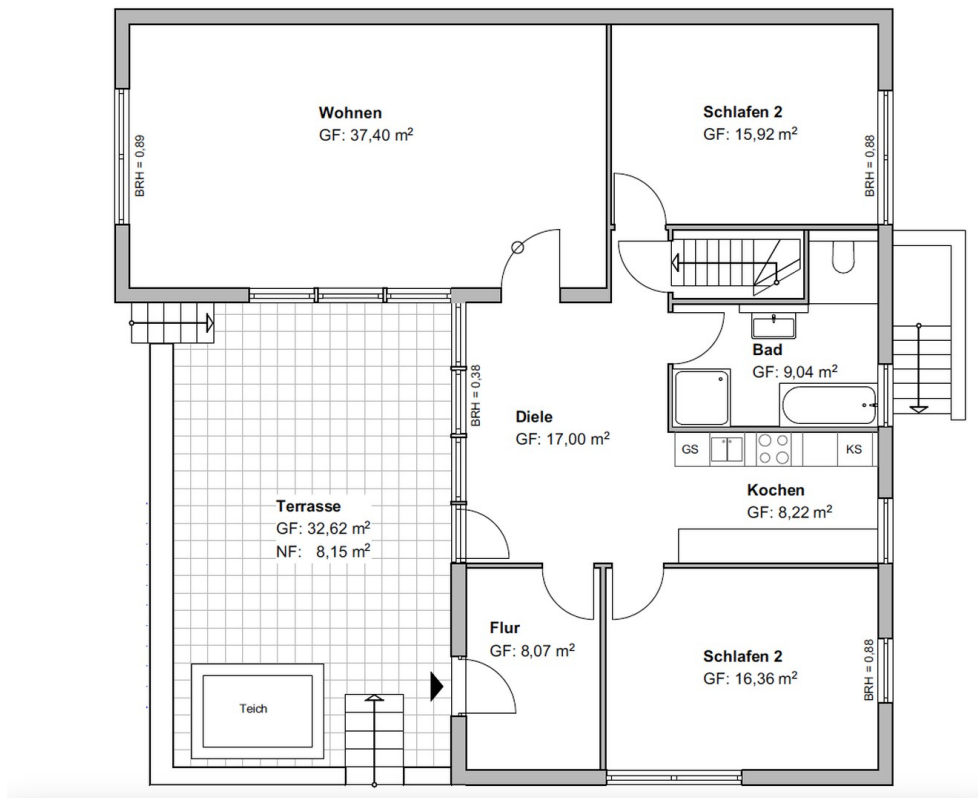 Wohnen
GF: 37,40 m²
Schlafen 2
GF: 15,92 m²
BRH = 0,89
BRH = 0,88
Bad
GF: 9,04 m²
BRH = 0,38
Diele
GF: 17,00 m²
GS
KS
Kochen
GF: 8,22 m²
Terrasse
GF: 32,62 m²
NF: 8,15 m²
Flur
GF: 8,07 m²
Schlafen 2
GF: 16,36 m²
BRH = 0,88
Teich